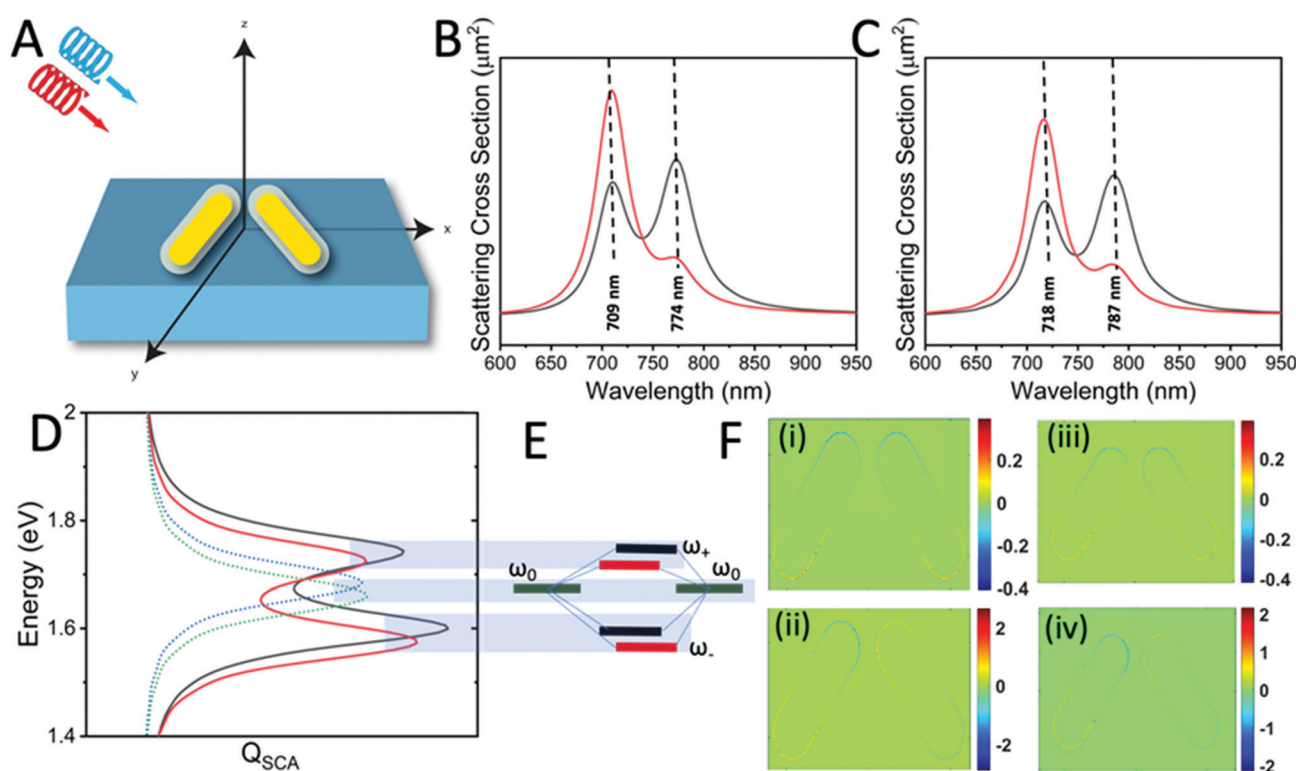 A
z
x
y
B
Scattering Cross Section (μm²)
709 nm
774 nm
600 650 700 750 800 850 900 950
Wavelength (nm)
C
Scattering Cross Section (μm²)
718 nm
787 nm
600 650 700 750 800 850 900 950
Wavelength (nm)
D
Energy (eV)
2
1.8
1.6
1.4
Q_SCA
E
ω₊
ω₀ ω₀
ω₋
F
(i)
0.2
0
-0.2
-0.4
(iii)
0.2
0
-0.2
-0.4
(ii)
2
0
-2
(iv)
2
1
0
-1
-2